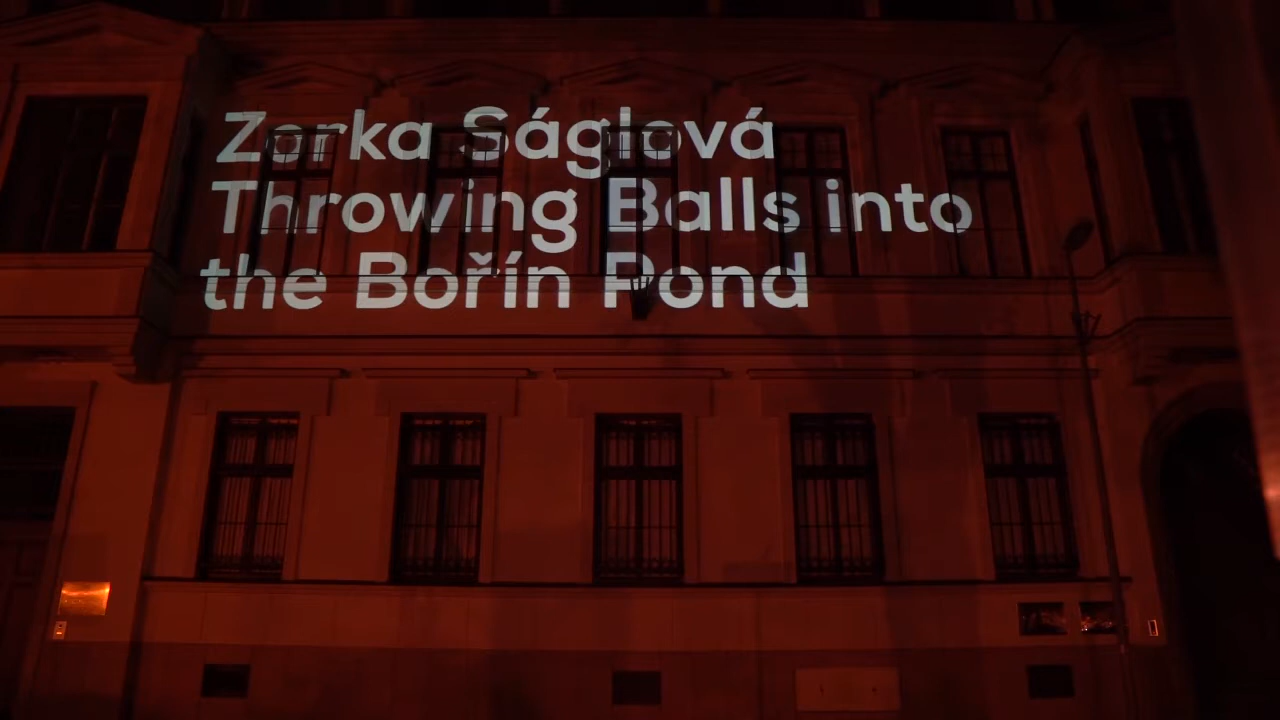 Zorka Ságlová
Throwing Balls into
the Bořín Pond